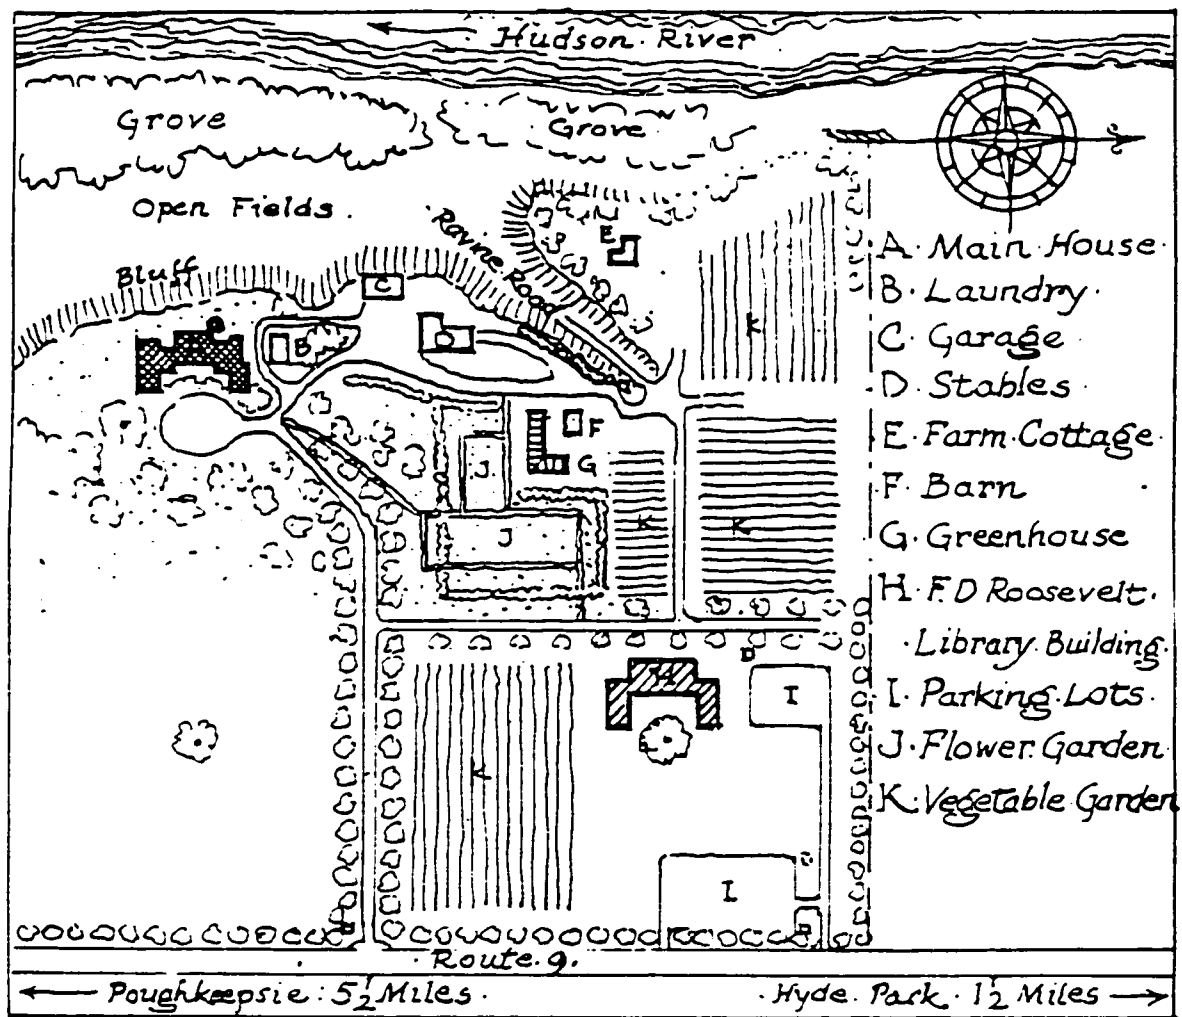 Hudson River
Grove
Grove
Open Fields.
Bluff
Ravine Road
E
C
B
K
F
G
J
J
K
K
H
I
K
I
A. Main House.
B. Laundry.
C. Garage
D. Stables
E. Farm Cottage.
F. Barn
G. Greenhouse
H. F. D Roosevelt.
. Library Building.
I. Parking Lots.
J. Flower Garden
K. Vegetable Garden
. Route 9.
Poughkeepsie: 5½ Miles.
. Hyde Park. 1½ Miles